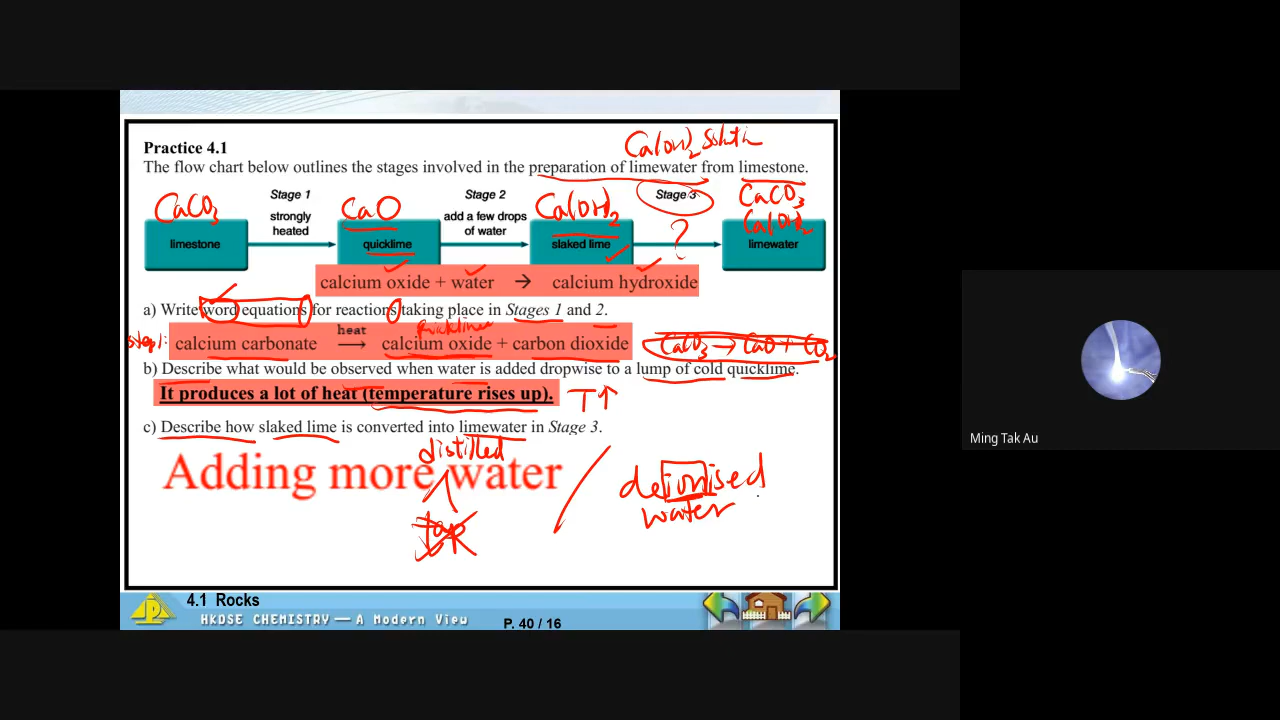 Practice 4.1
Ca(OH)2 solutn
The flow chart below outlines the stages involved in the preparation of limewater from limestone.
CaCO3
Stage 1
strongly
heated
CaO
Stage 2
add a few drops
of water
Ca(OH)2
Stage 3
?
CaCO3
Ca(OH)2
limestone
quicklime
slaked lime
limewater
calcium oxide + water → calcium hydroxide
a) Write word equations for reactions taking place in Stages 1 and 2.
step 1:
heat
quicklime
calcium carbonate → calcium oxide + carbon dioxide
CaCO3 → CaO + CO2
b) Describe what would be observed when water is added dropwise to a lump of cold quicklime.
It produces a lot of heat (temperature rises up).
T↑
c) Describe how slaked lime is converted into limewater in Stage 3.
distilled
Adding more water
tap
/
deionised
water
4.1 Rocks
HKDSE CHEMISTRY — A Modern View
P. 40 / 16
Ming Tak Au